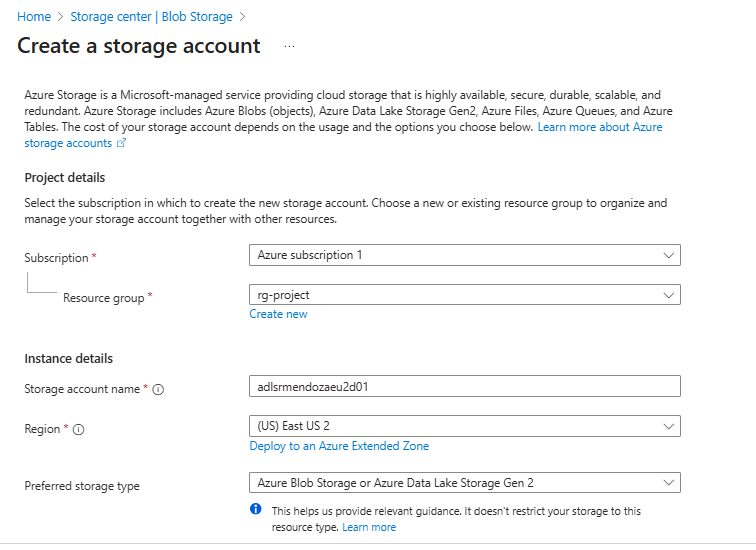 Home > Storage center | Blob Storage >
Create a storage account ...
Azure Storage is a Microsoft-managed service providing cloud storage that is highly available, secure, durable, scalable, and
redundant. Azure Storage includes Azure Blobs (objects), Azure Data Lake Storage Gen2, Azure Files, Azure Queues, and Azure
Tables. The cost of your storage account depends on the usage and the options you choose below. Learn more about Azure
storage accounts
Project details
Select the subscription in which to create the new storage account. Choose a new or existing resource group to organize and
manage your storage account together with other resources.
Subscription * Azure subscription 1
Resource group * rg-project
Create new
Instance details
Storage account name * adlsrmendozaeu2d01
Region * (US) East US 2
Deploy to an Azure Extended Zone
Preferred storage type Azure Blob Storage or Azure Data Lake Storage Gen 2
This helps us provide relevant guidance. It doesn't restrict your storage to this
resource type. Learn more